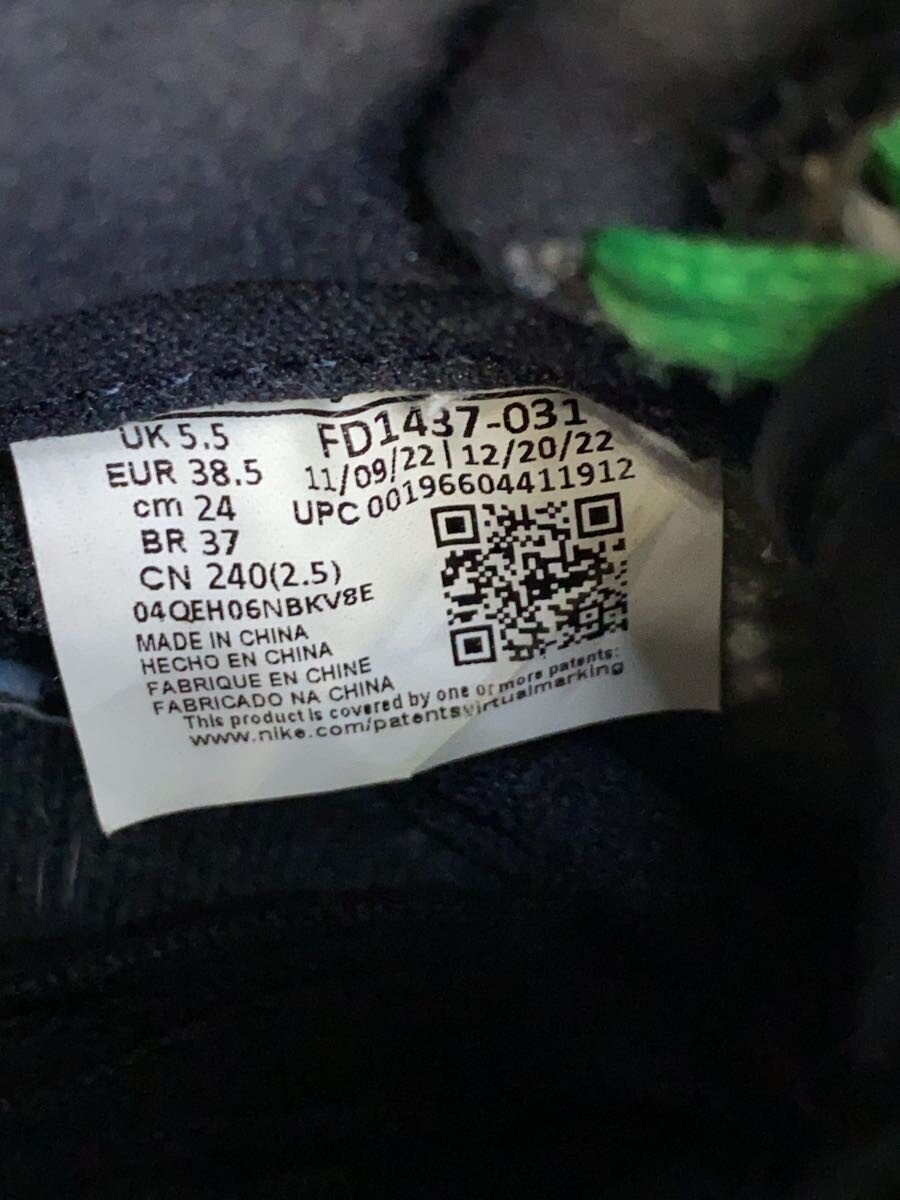 UK 5.5
EUR 38.5
cm 24
BR 37
CN 240(2.5)
04QEH06NBKV8E
MADE IN CHINA
HECHO EN CHINA
FABRIQUE EN CHINE
FABRICADO NA CHINA
FD1437-031
11/09/22 | 12/20/22
UPC 00196604411912
This product is covered by one or more patents:
www.nike.com/patentsvirtualmarking